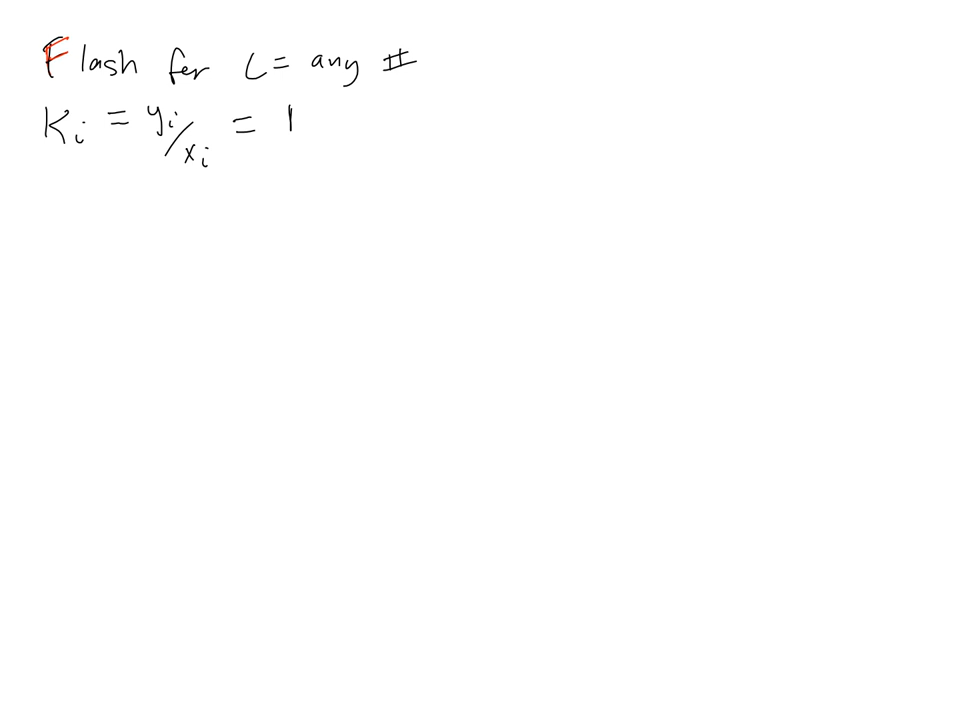 Flash for C = any #
Ki = yi/xi = 1